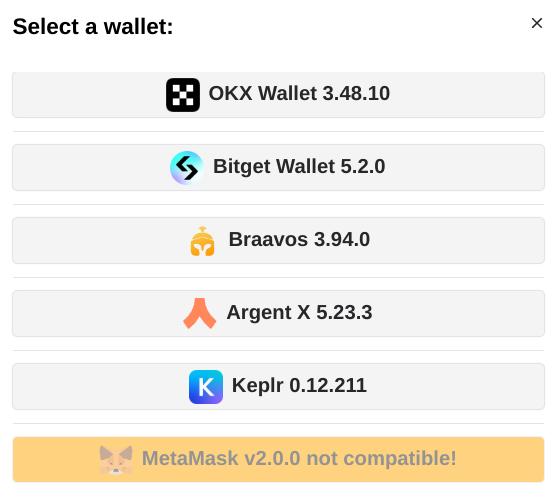 Select a wallet:
OKX Wallet 3.48.10
Bitget Wallet 5.2.0
Braavos 3.94.0
Argent X 5.23.3
Keplr 0.12.211
MetaMask v2.0.0 not compatible!